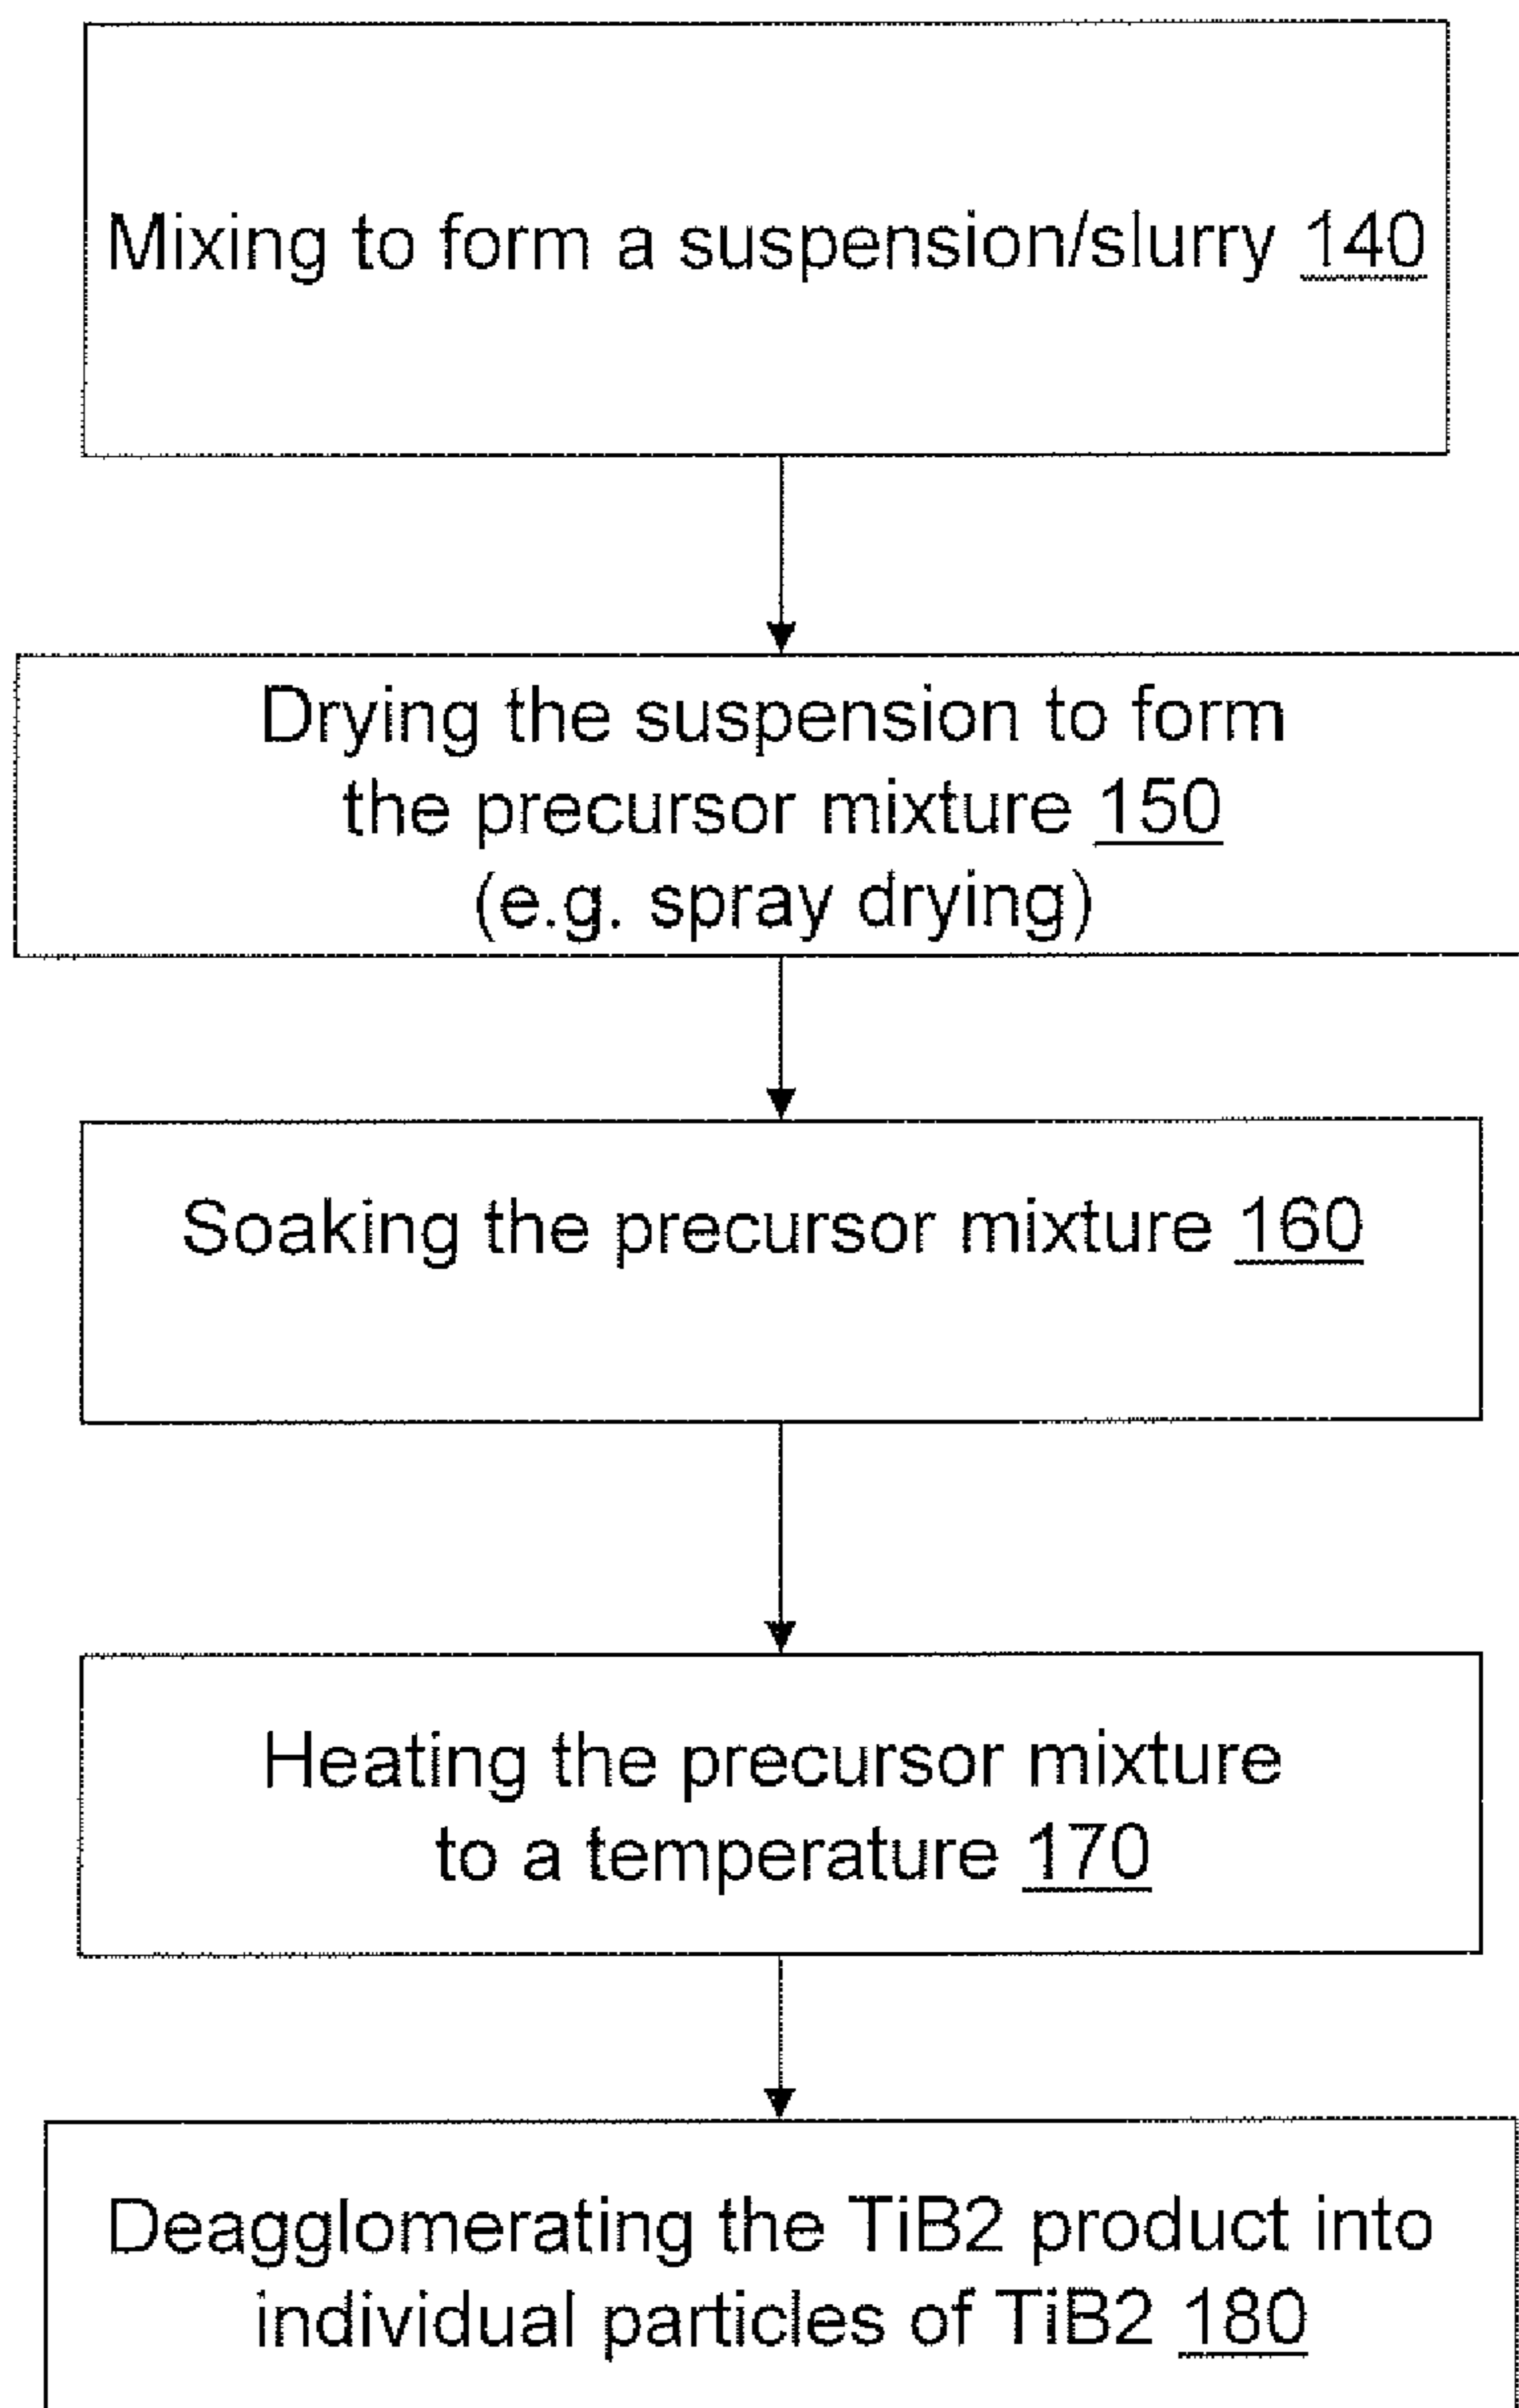 Mixing to form a suspension/slurry 140
Drying the suspension to form
the precursor mixture 150
(e.g. spray drying)
Soaking the precursor mixture 160
Heating the precursor mixture
to a temperature 170
Deagglomerating the TiB2 product into
individual particles of TiB2 180